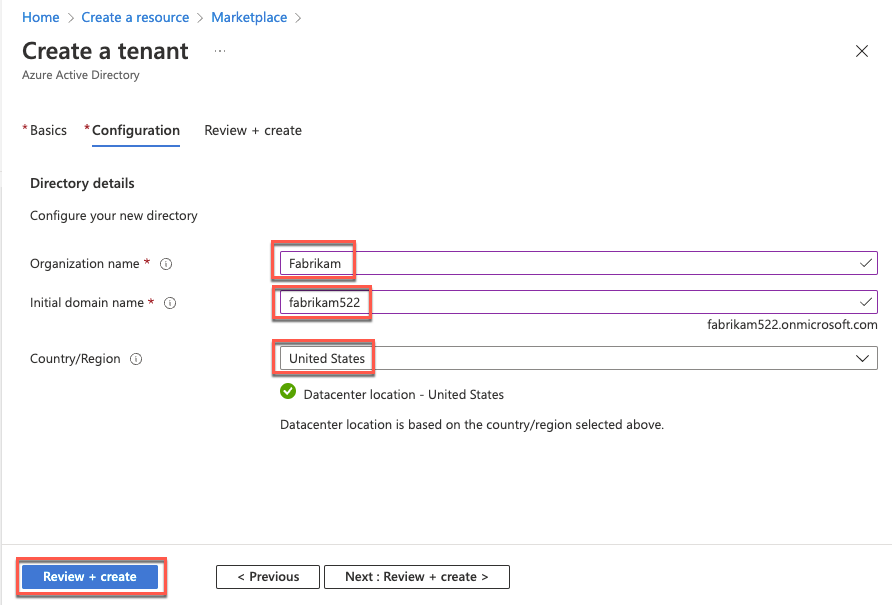 Home > Create a resource > Marketplace >
Create a tenant ...
Azure Active Directory
* Basics * Configuration Review + create
Directory details
Configure your new directory
Organization name * Fabrikam
Initial domain name * fabrikam522
fabrikam522.onmicrosoft.com
Country/Region United States
Datacenter location - United States
Datacenter location is based on the country/region selected above.
Review + create < Previous Next : Review + create >